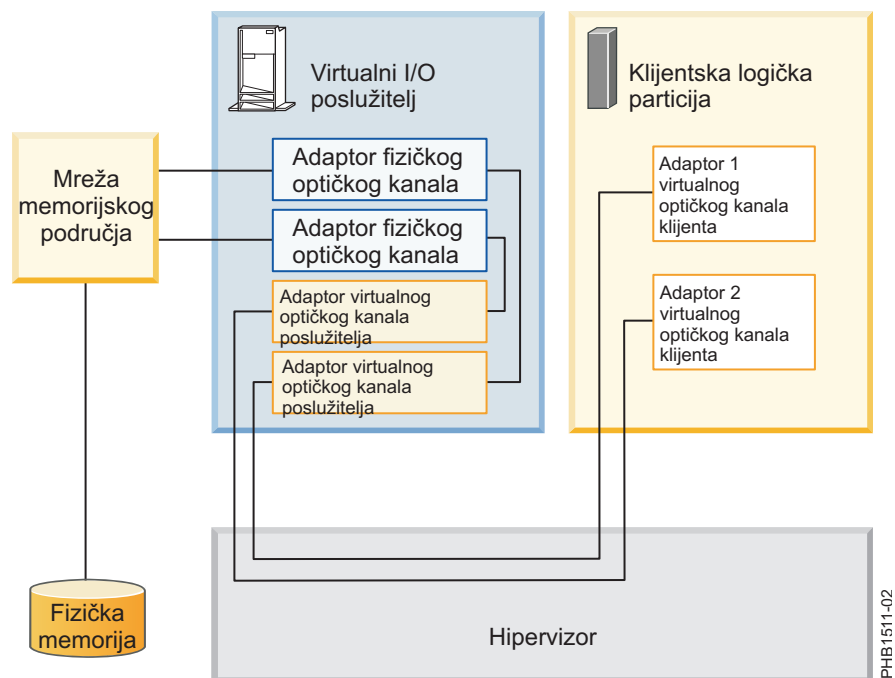 Virtualni I/O
poslužitelj
Klijentska logička
particija
Mreža
memorijskog
područja
Adaptor fizičkog
optičkog kanala
Adaptor fizičkog
optičkog kanala
Adaptor virtualnog
optičkog kanala
poslužitelja
Adaptor virtualnog
optičkog kanala
poslužitelja
Adaptor 1
virtualnog
optičkog kanala
klijenta
Adaptor 2
virtualnog
optičkog kanala
klijenta
Fizička
memorija
Hipervizor
PHB1511-02